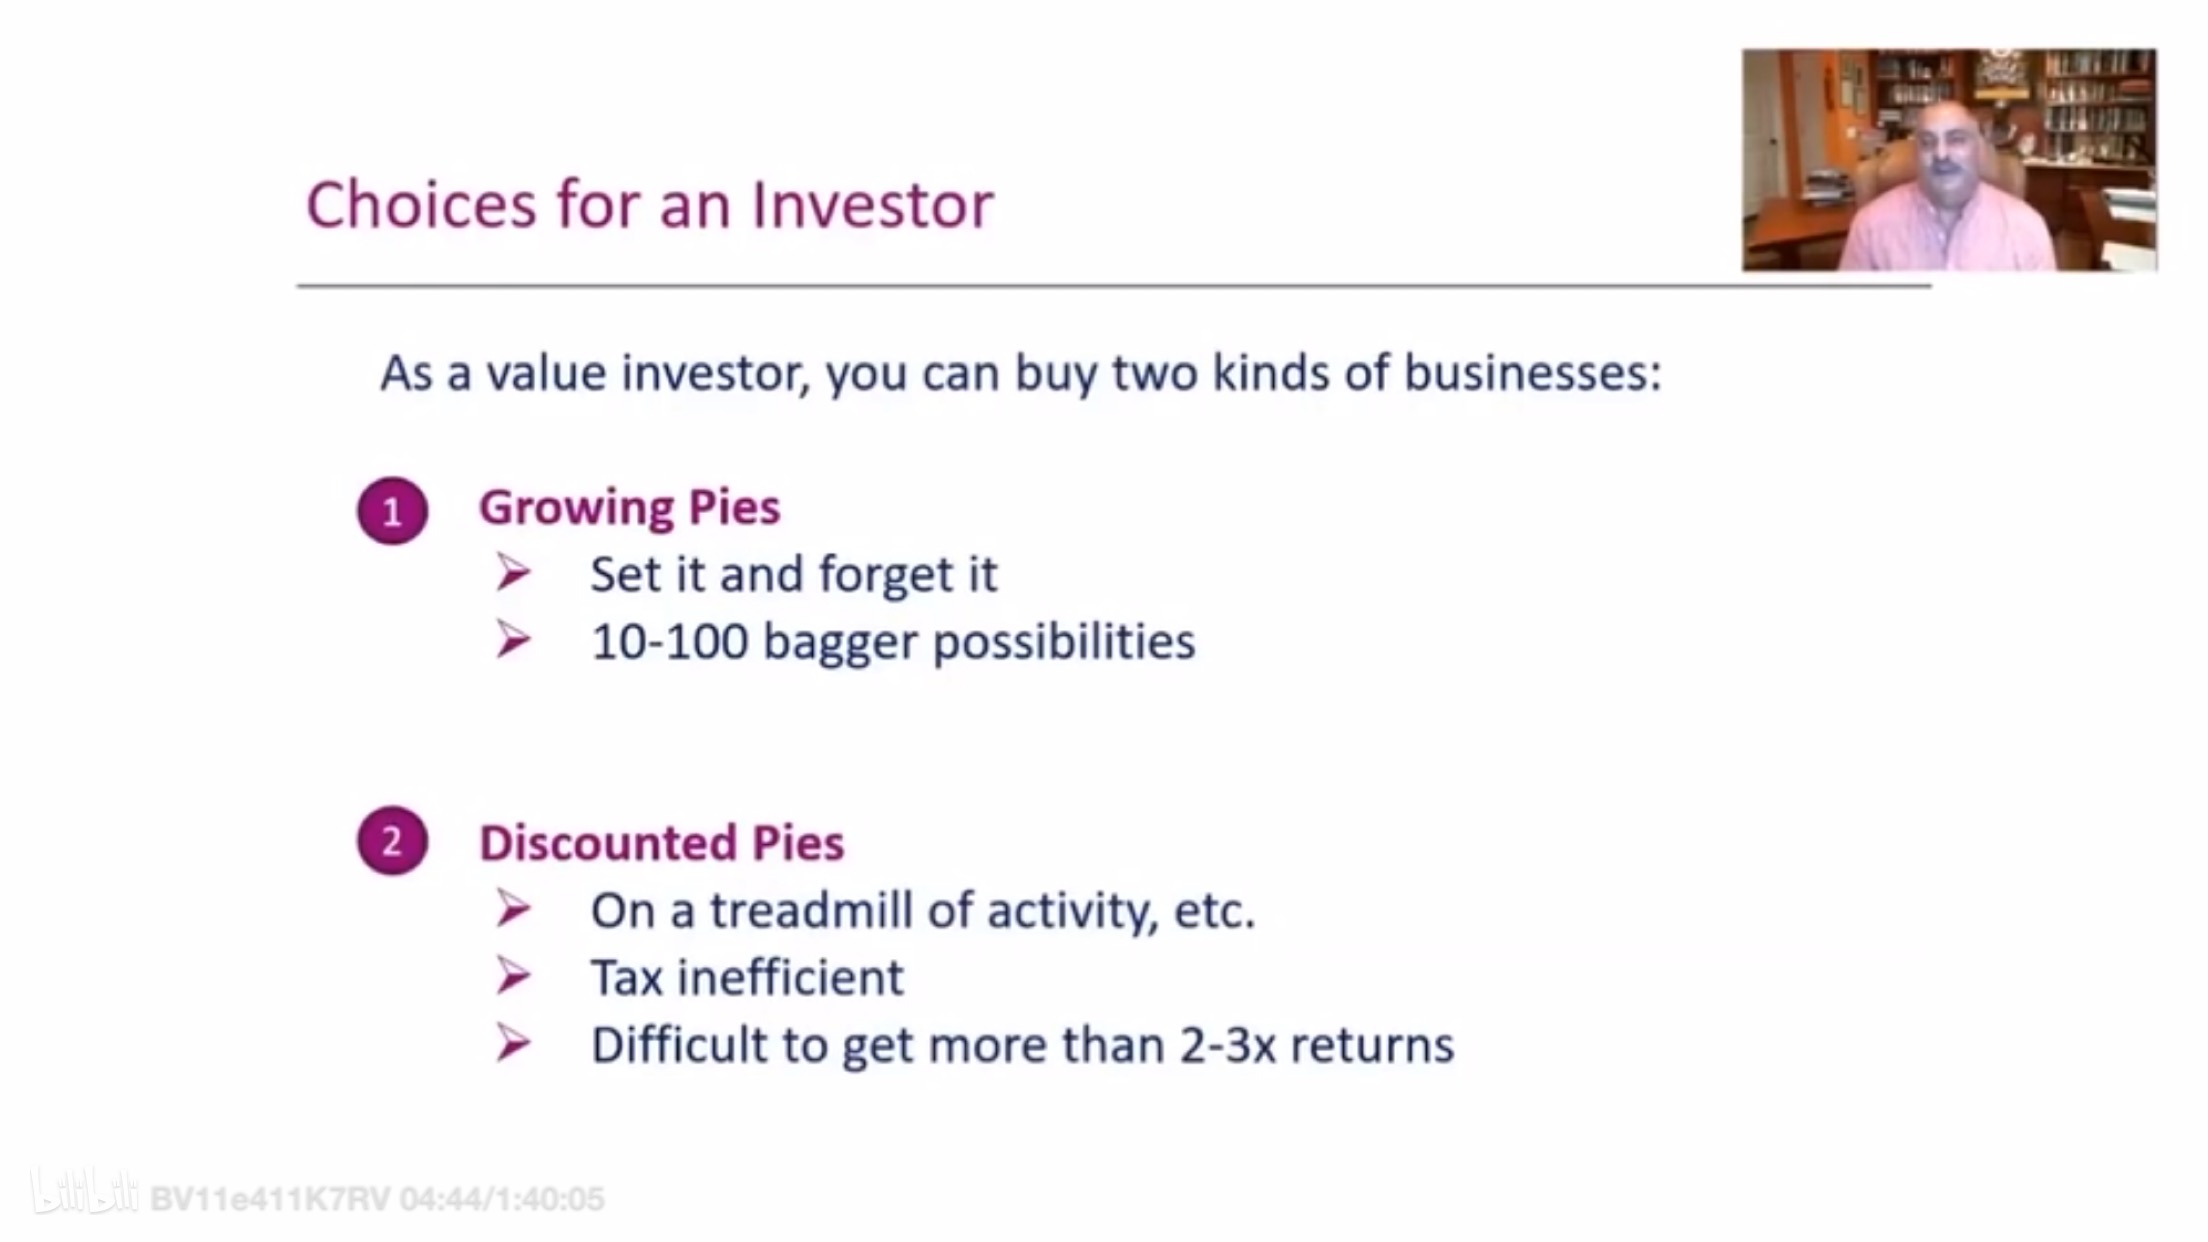 Choices for an Investor
As a value investor, you can buy two kinds of businesses:
1 Growing Pies
Set it and forget it
10-100 bagger possibilities
2 Discounted Pies
On a treadmill of activity, etc.
Tax inefficient
Difficult to get more than 2-3x returns
bilibili BV11e411K7RV 04:44/1:40:05